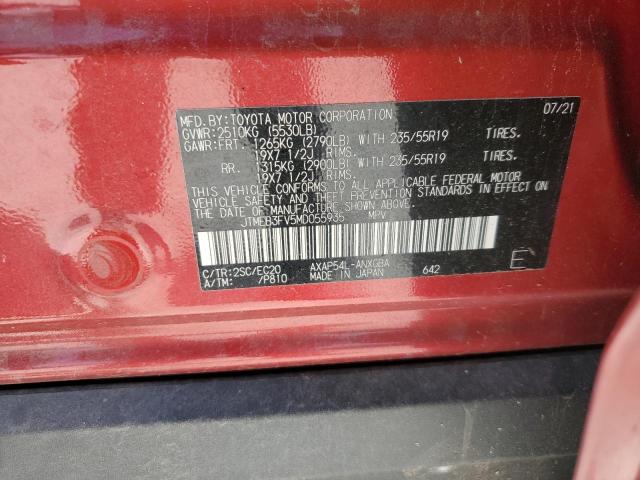 MFD.BY:TOYOTA MOTOR CORPORATION 07/21
GVWR:2510KG (5530LB)
GAWR:FRT. 1265KG (2790LB) WITH 235/55R19 TIRES.
19X7 1/2J RIMS.
RR. 1315KG (2900LB) WITH 235/55R19 TIRES.
19X7 1/2J RIMS.
THIS VEHICLE CONFORMS TO ALL APPLICABLE FEDERAL MOTOR
VEHICLE SAFETY AND THEFT PREVENTION STANDARDS IN EFFECT ON
THE DATE OF MANUFACTURE SHOWN ABOVE.
JTMEB3FV5MD055935 MPV
C/TR:2SC/EC20 AXAP54L-ANXGBA E
A/TM: /P810 MADE IN JAPAN 642